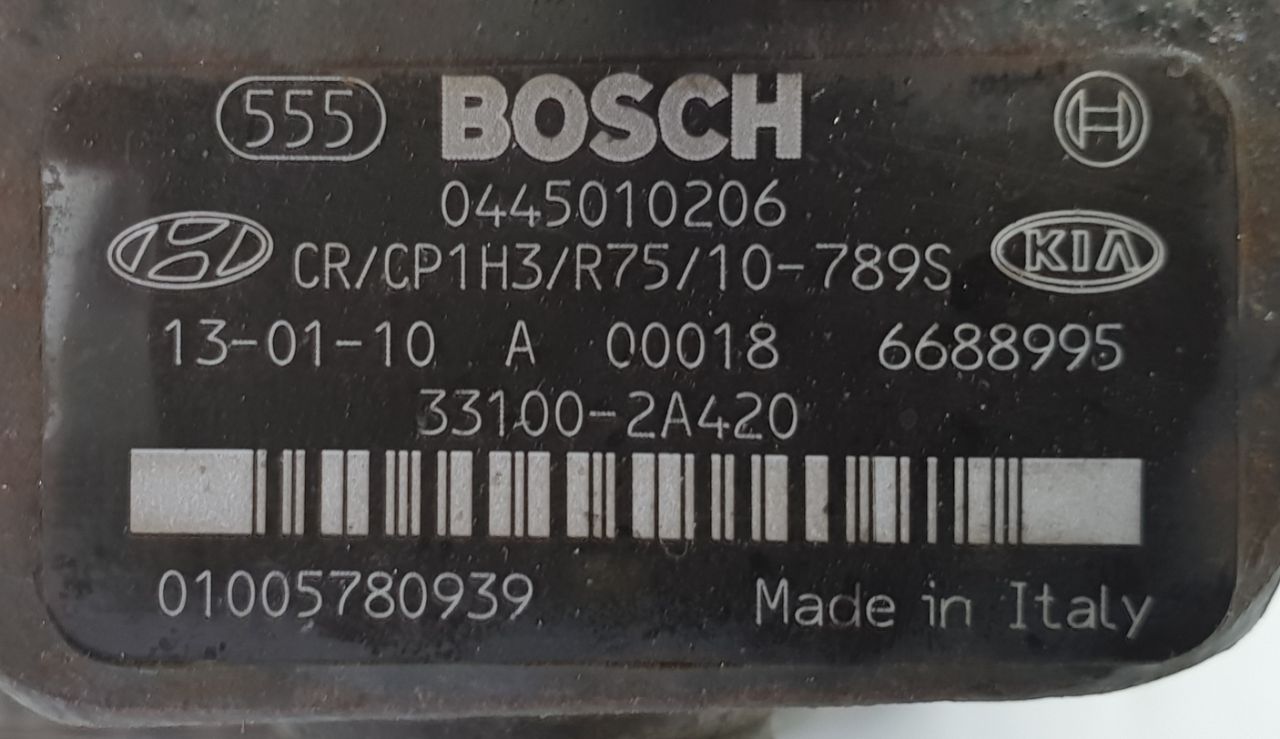 555 BOSCH
0445010206
CR/CP1H3/R75/10-789S KIA
13-01-10 A 00018 6688995
33100-2A420
01005780939 Made in Italy